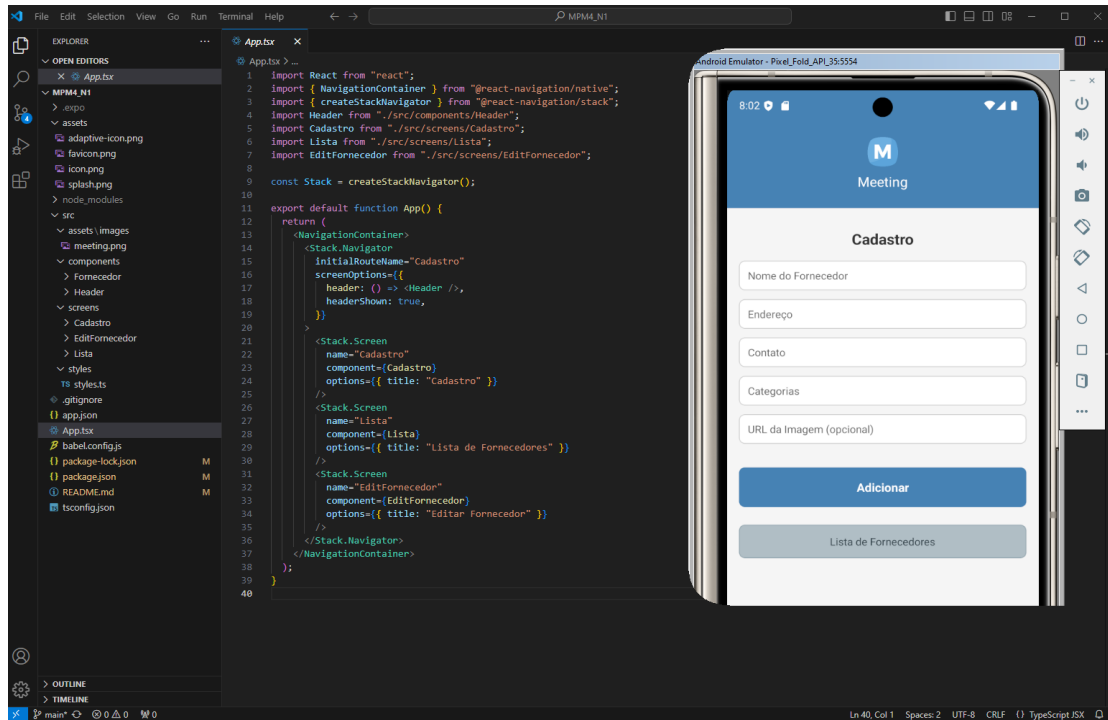 File Edit Selection View Go Run Terminal Help
MPM4_N1
EXPLORER
OPEN EDITORS
App.tsx
MPM4_N1
.expo
assets
adaptive-icon.png
favicon.png
icon.png
splash.png
node_modules
src
assets \ images
meeting.png
components
Fornecedor
Header
screens
Cadastro
EditFornecedor
Lista
styles
TS styles.ts
.gitignore
{} app.json
App.tsx
babel.config.js
{} package-lock.json M
{} package.json M
README.md M
tsconfig.json
OUTLINE
TIMELINE
4
App.tsx
App.tsx > ...
1 import React from "react";
2 import { NavigationContainer } from "@react-navigation/native";
3 import { createStackNavigator } from "@react-navigation/stack";
4 import Header from "./src/components/Header";
5 import Cadastro from "./src/screens/Cadastro";
6 import Lista from "./src/screens/Lista";
7 import EditFornecedor from "./src/screens/EditFornecedor";
8
9 const Stack = createStackNavigator();
10
11 export default function App() {
12 return (
13 <NavigationContainer>
14 <Stack.Navigator
15 initialRouteName="Cadastro"
16 screenOptions={{
17 header: () => <Header />,
18 headerShown: true,
19 }}
20 >
21 <Stack.Screen
22 name="Cadastro"
23 component={Cadastro}
24 options={{ title: "Cadastro" }}
25 />
26 <Stack.Screen
27 name="Lista"
28 component={Lista}
29 options={{ title: "Lista de Fornecedores" }}
30 />
31 <Stack.Screen
32 name="EditFornecedor"
33 component={EditFornecedor}
34 options={{ title: "Editar Fornecedor" }}
35 />
36 </Stack.Navigator>
37 </NavigationContainer>
38 );
39 }
40
Android Emulator - Pixel_Fold_API_35:5554
8:02
M
Meeting
Cadastro
Nome do Fornecedor
Endereço
Contato
Categorias
URL da Imagem (opcional)
Adicionar
Lista de Fornecedores
main* 0 0 0 Ln 40, Col 1 Spaces: 2 UTF-8 CRLF {} TypeScript JSX